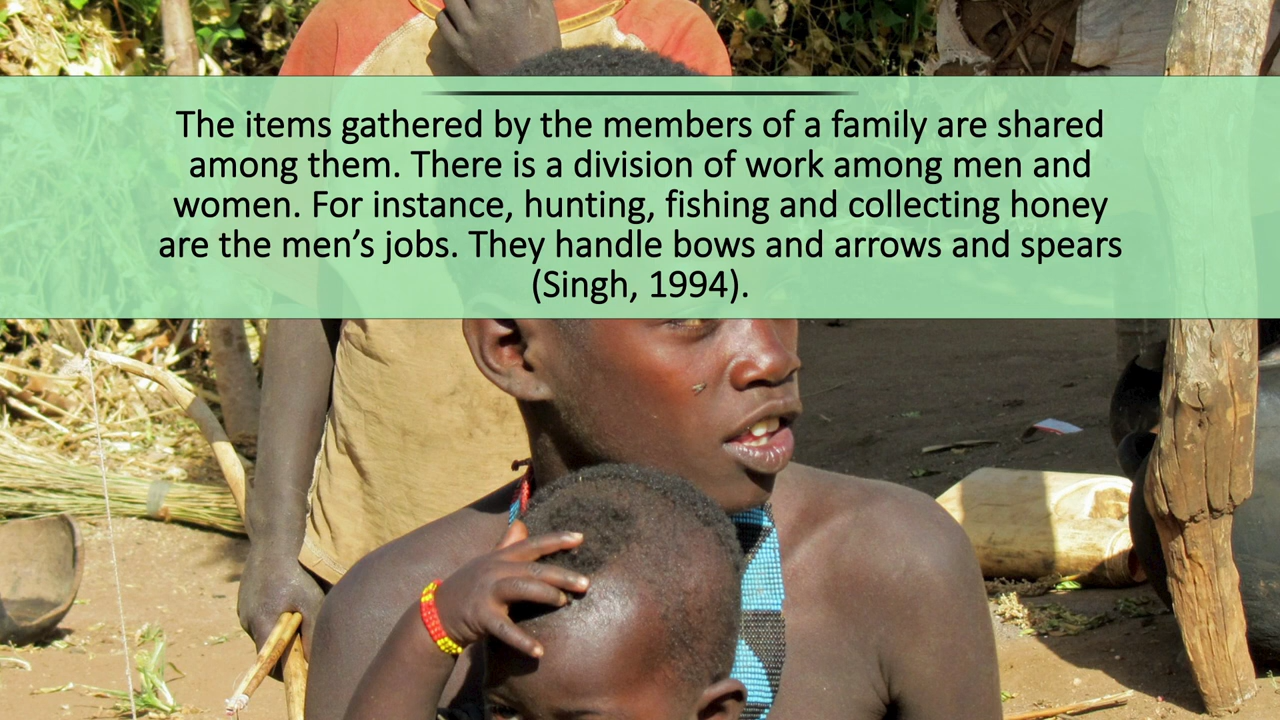 The items gathered by the members of a family are shared
among them. There is a division of work among men and
women. For instance, hunting, fishing and collecting honey
are the men’s jobs. They handle bows and arrows and spears
(Singh, 1994).